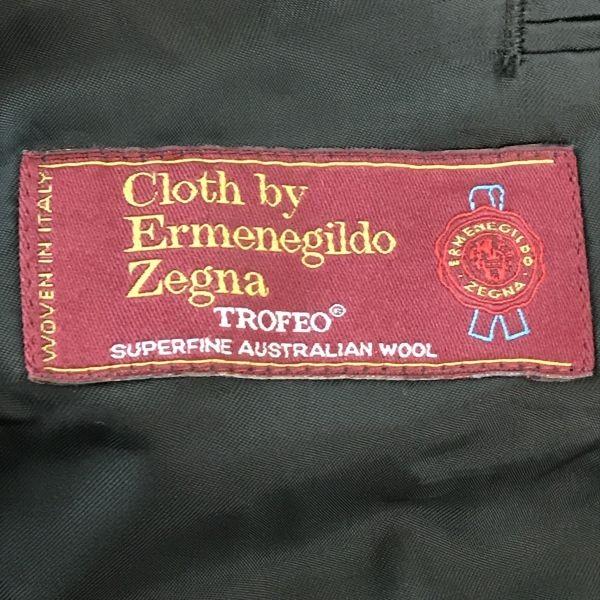 WOVEN IN ITALY
Cloth by
Ermenegildo
Zegna
TROFEO®
SUPERFINE AUSTRALIAN WOOL
ERMENEGILDO
ZEGNA